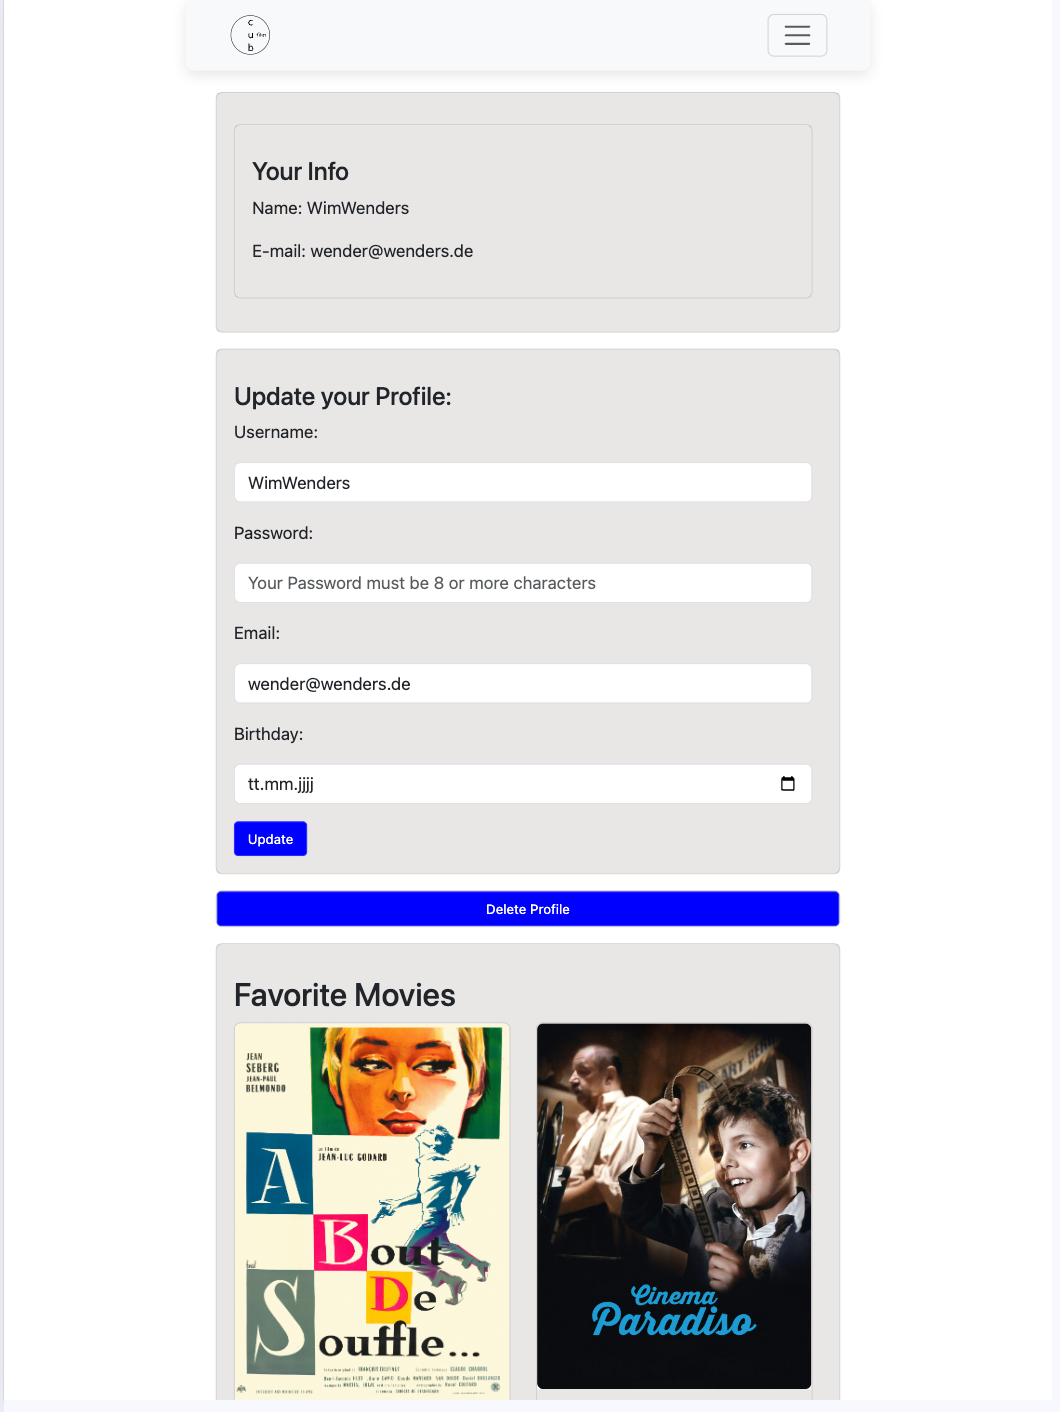 c
u film
b
Your Info
Name: WimWenders
E-mail: wender@wenders.de
Update your Profile:
Username:
WimWenders
Password:
Your Password must be 8 or more characters
Email:
wender@wenders.de
Birthday:
tt.mm.jjjj
Update
Delete Profile
Favorite Movies
JEAN
SEBERG
JEAN-PAUL
BELMONDO
un film de
JEAN-LUC GODARD
A
Bout
De
Souffle...
Cinema
Paradiso